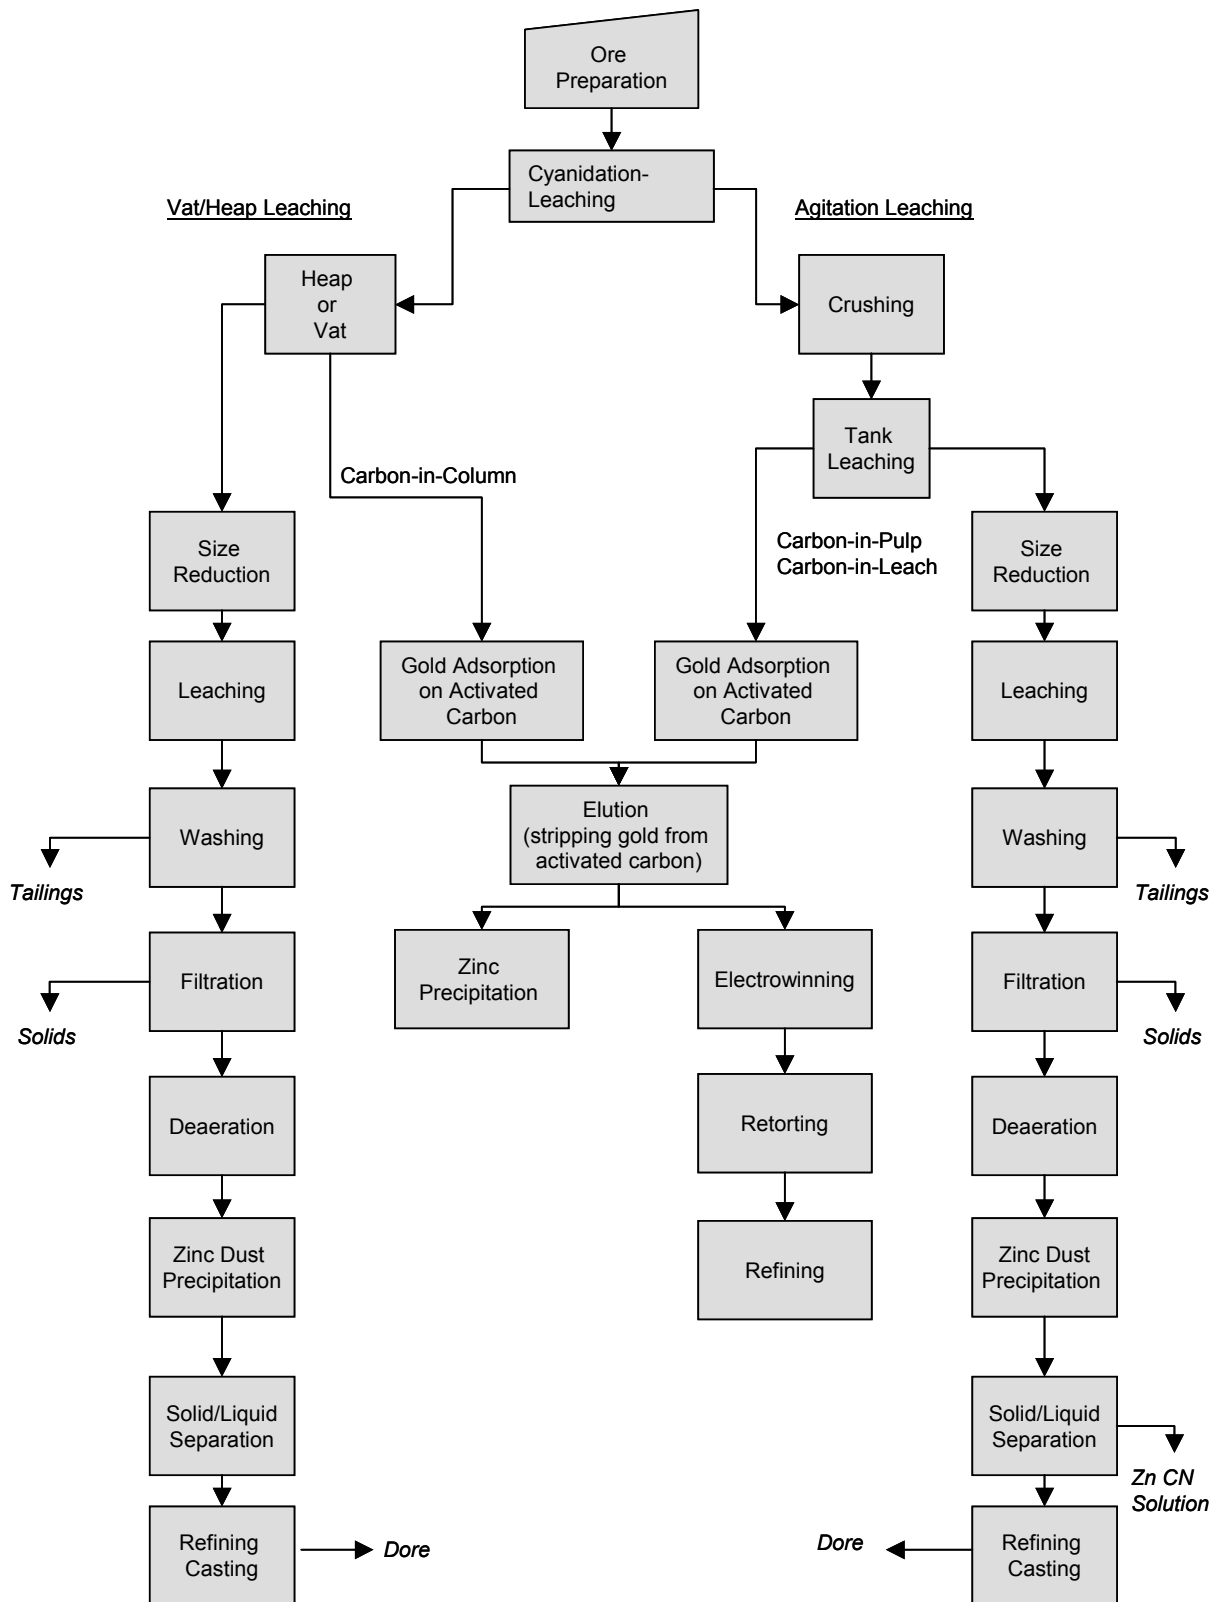 Ore
Preparation
Cyanidation-
Leaching
Vat/Heap Leaching
Agitation Leaching
Heap
or
Vat
Crushing
Tank
Leaching
Carbon-in-Column
Carbon-in-Pulp
Carbon-in-Leach
Size
Reduction
Size
Reduction
Leaching
Gold Adsorption
on Activated
Carbon
Gold Adsorption
on Activated
Carbon
Leaching
Elution
(stripping gold from
activated carbon)
Washing
Washing
Tailings
Tailings
Filtration
Zinc
Precipitation
Electrowinning
Filtration
Solids
Solids
Deaeration
Retorting
Deaeration
Zinc Dust
Precipitation
Refining
Zinc Dust
Precipitation
Solid/Liquid
Separation
Solid/Liquid
Separation
Zn CN
Solution
Refining
Casting
Dore
Dore
Refining
Casting